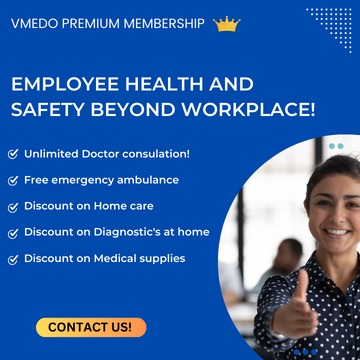 VMEDO PREMIUM MEMBERSHIP
EMPLOYEE HEALTH AND
SAFETY BEYOND WORKPLACE!
Unlimited Doctor consulation!
Free emergency ambulance
Discount on Home care
Discount on Diagnostic's at home
Discount on Medical supplies
CONTACT US!